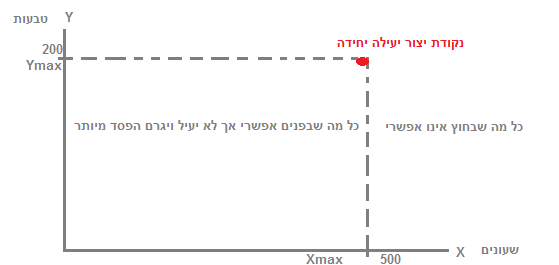 טבעות Y
נקודת יצור יעילה יחידה
200
Ymax
כל מה שבפנים אפשרי אך לא יעיל ויגרם הפסד מיותר
כל מה שבחוץ אינו אפשרי
X שעונים
Xmax 500